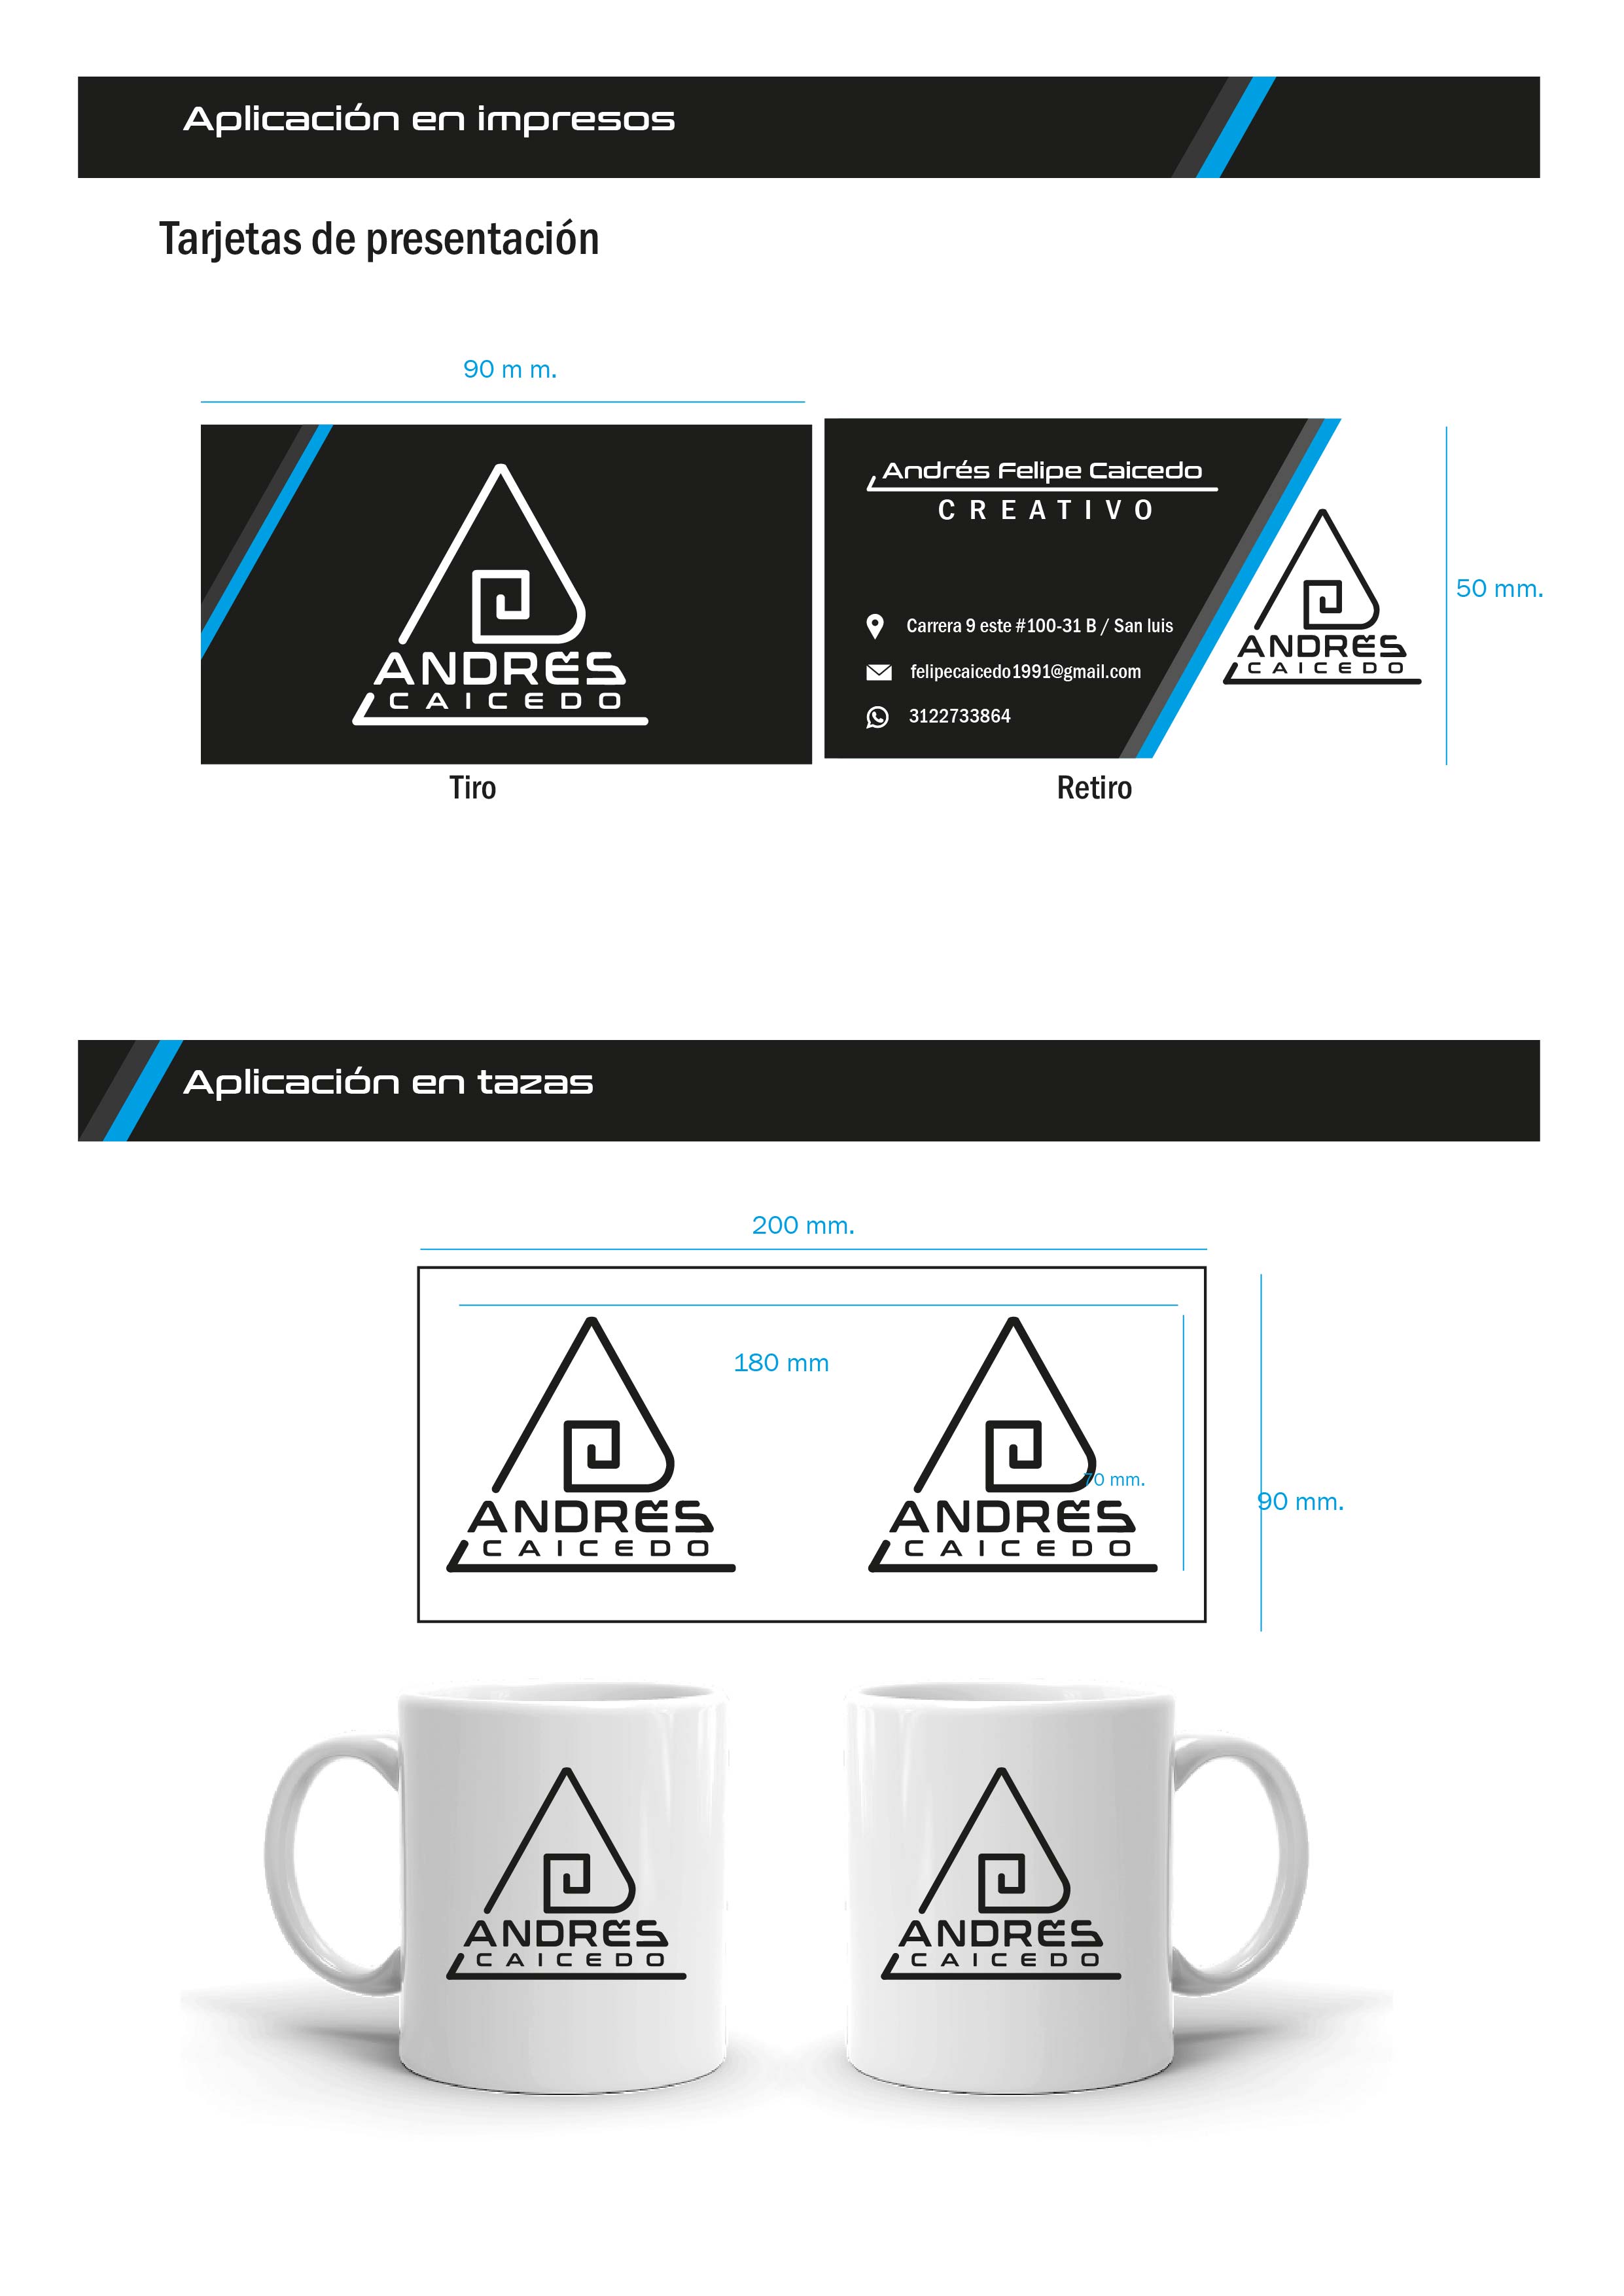 Aplicación en impresos
Tarjetas de presentación
90 m m.
ANDRÉS
CAICEDO
Tiro
Andrés Felipe Caicedo
CREATIVO
Carrera 9 este #100-31 B / San luis
felipecaicedo1991@gmail.com
3122733864
ANDRÉS
CAICEDO
50 mm.
Retiro
Aplicación en tazas
200 mm.
180 mm
70 mm.
90 mm.
ANDRÉS
CAICEDO
ANDRÉS
CAICEDO
ANDRÉS
CAICEDO
ANDRÉS
CAICEDO